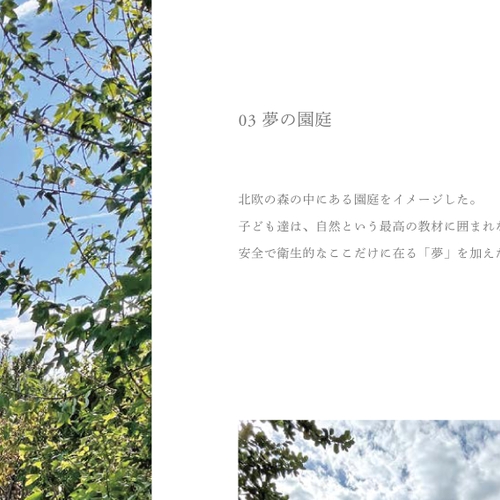 03 夢の園庭
北欧の森の中にある園庭をイメージした。
子ども達は、自然という最高の教材に囲まれ
安全で衛生的なここだけに在る「夢」を加え